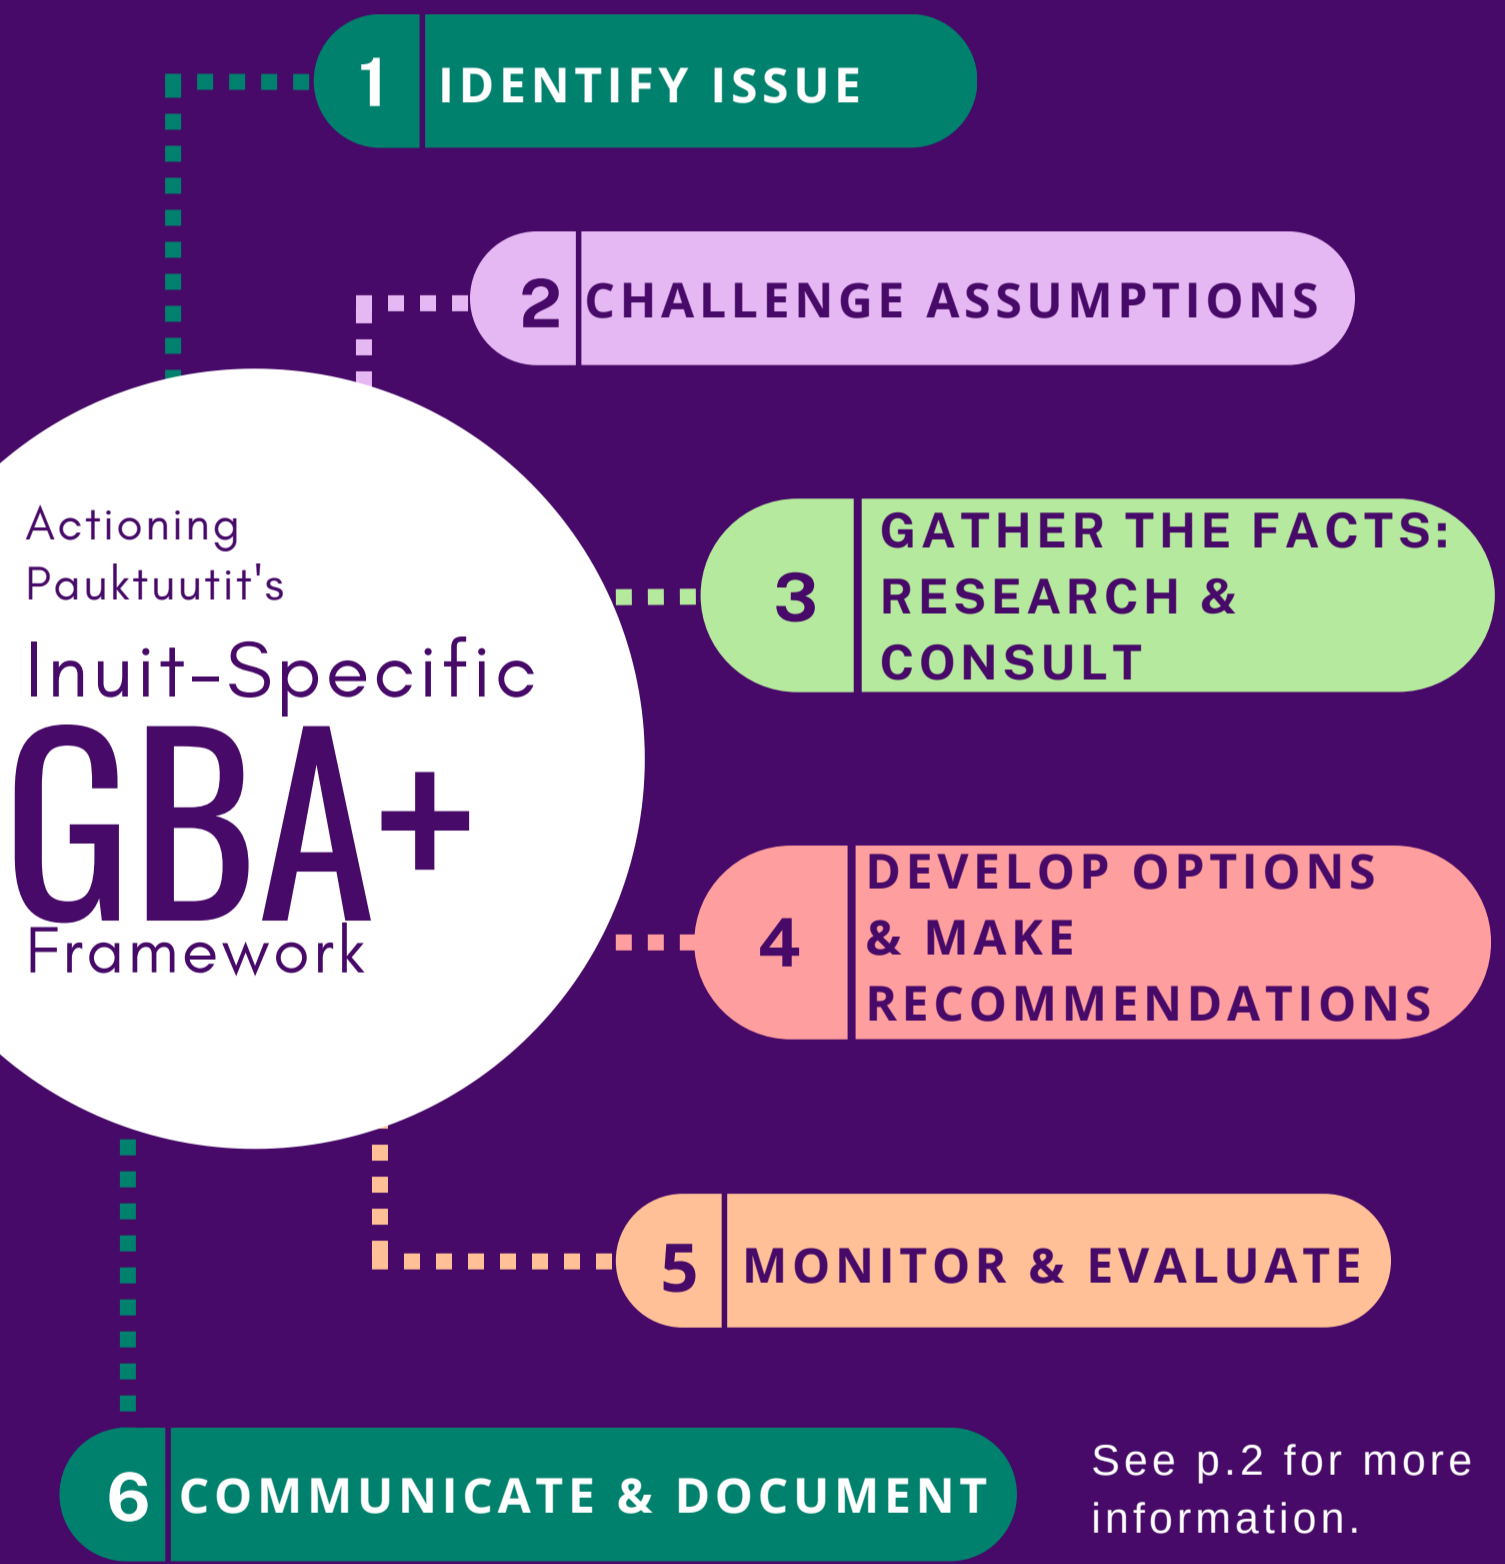 1 IDENTIFY ISSUE
2 CHALLENGE ASSUMPTIONS
Actioning
Pauktuutit's
Inuit-Specific
GBA+
Framework
3 GATHER THE FACTS:
RESEARCH &
CONSULT
4 DEVELOP OPTIONS
& MAKE
RECOMMENDATIONS
5 MONITOR & EVALUATE
6 COMMUNICATE & DOCUMENT
See p.2 for more
information.